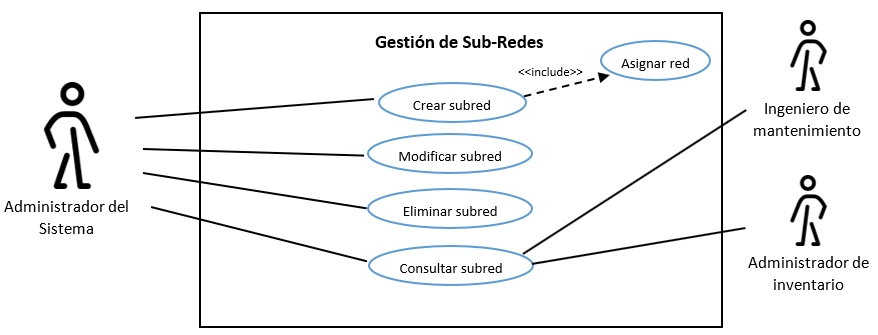 Gestión de Sub-Redes
<<include>>
Asignar red
Crear subred
Modificar subred
Eliminar subred
Consultar subred
Administrador del
Sistema
Ingeniero de
mantenimiento
Administrador de
inventario